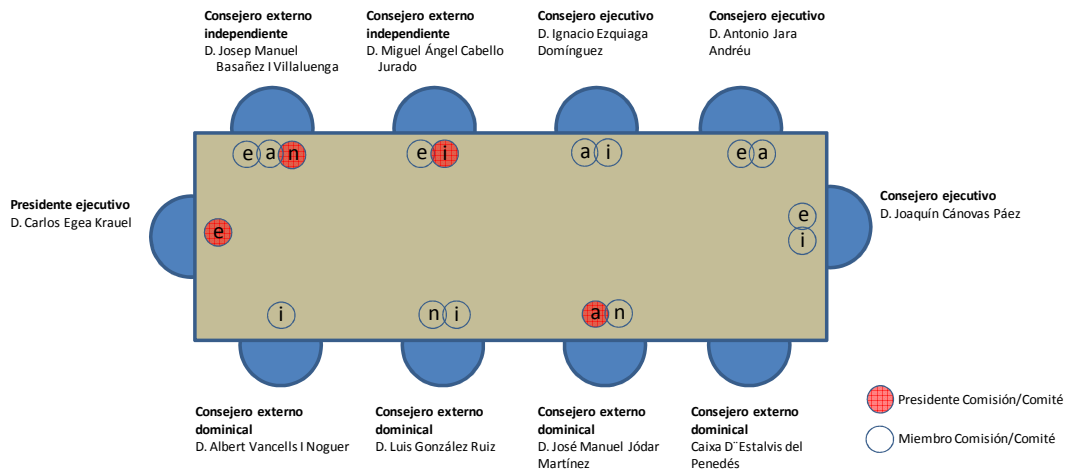 Consejero externo
independiente
D. Josep Manuel
Basañez I Villaluenga
Consejero externo
independiente
D. Miguel Ángel Cabello
Jurado
Consejero ejecutivo
D. Ignacio Ezquiaga
Domínguez
Consejero ejecutivo
D. Antonio Jara
Andréu
e a n
e i
a i
e a
Presidente ejecutivo
D. Carlos Egea Krauel
e
Consejero ejecutivo
D. Joaquín Cánovas Páez
e
i
i
n i
a n
Consejero externo
dominical
D. Albert Vancells I Noguer
Consejero externo
dominical
D. Luis González Ruiz
Consejero externo
dominical
D. José Manuel Jódar
Martínez
Consejero externo
dominical
Caixa D¨Estalvis del
Penedés
Presidente Comisión/Comité
Miembro Comisión/Comité